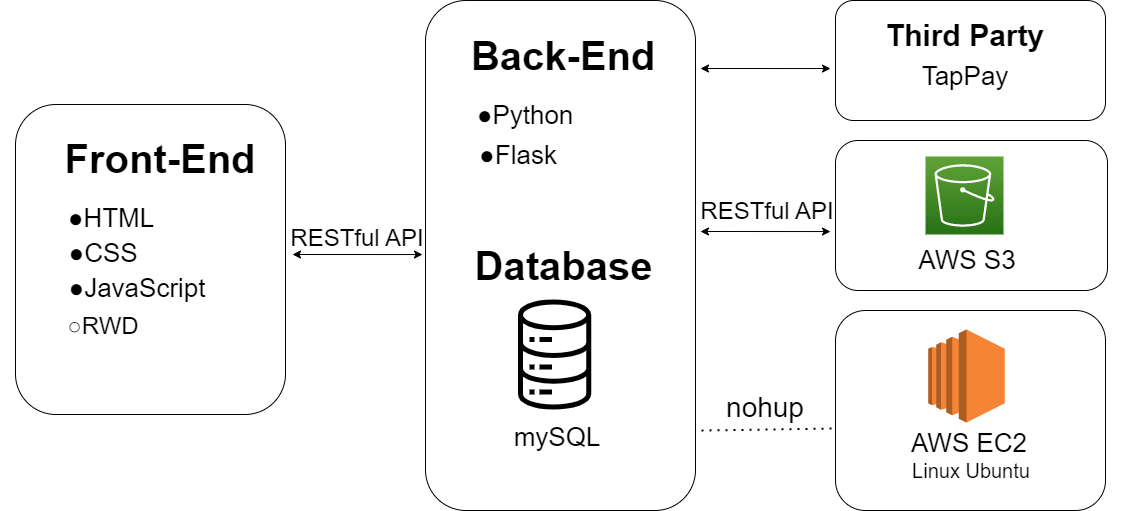 Front-End
●HTML
●CSS
●JavaScript
○RWD
RESTful API
Back-End
●Python
●Flask
Database
mySQL
Third Party
TapPay
RESTful API
AWS S3
nohup
AWS EC2
Linux Ubuntu